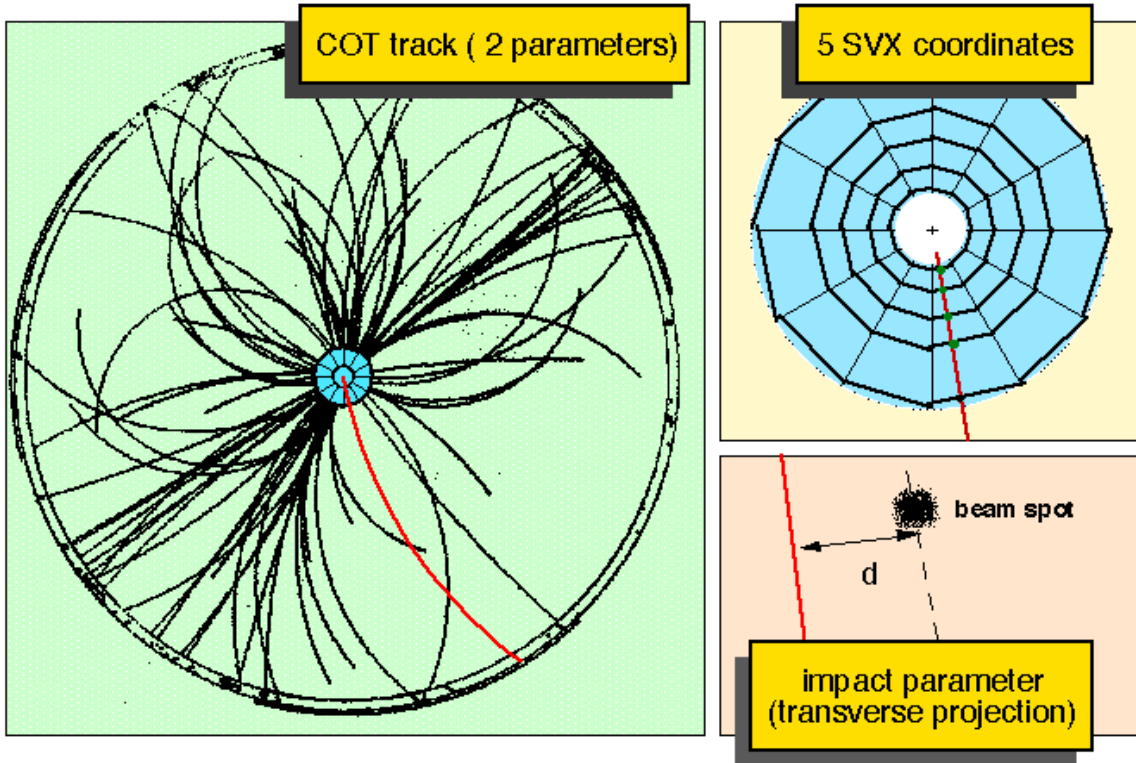 COT track ( 2 parameters)
5 SVX coordinates
beam spot
d
impact parameter
(transverse projection)